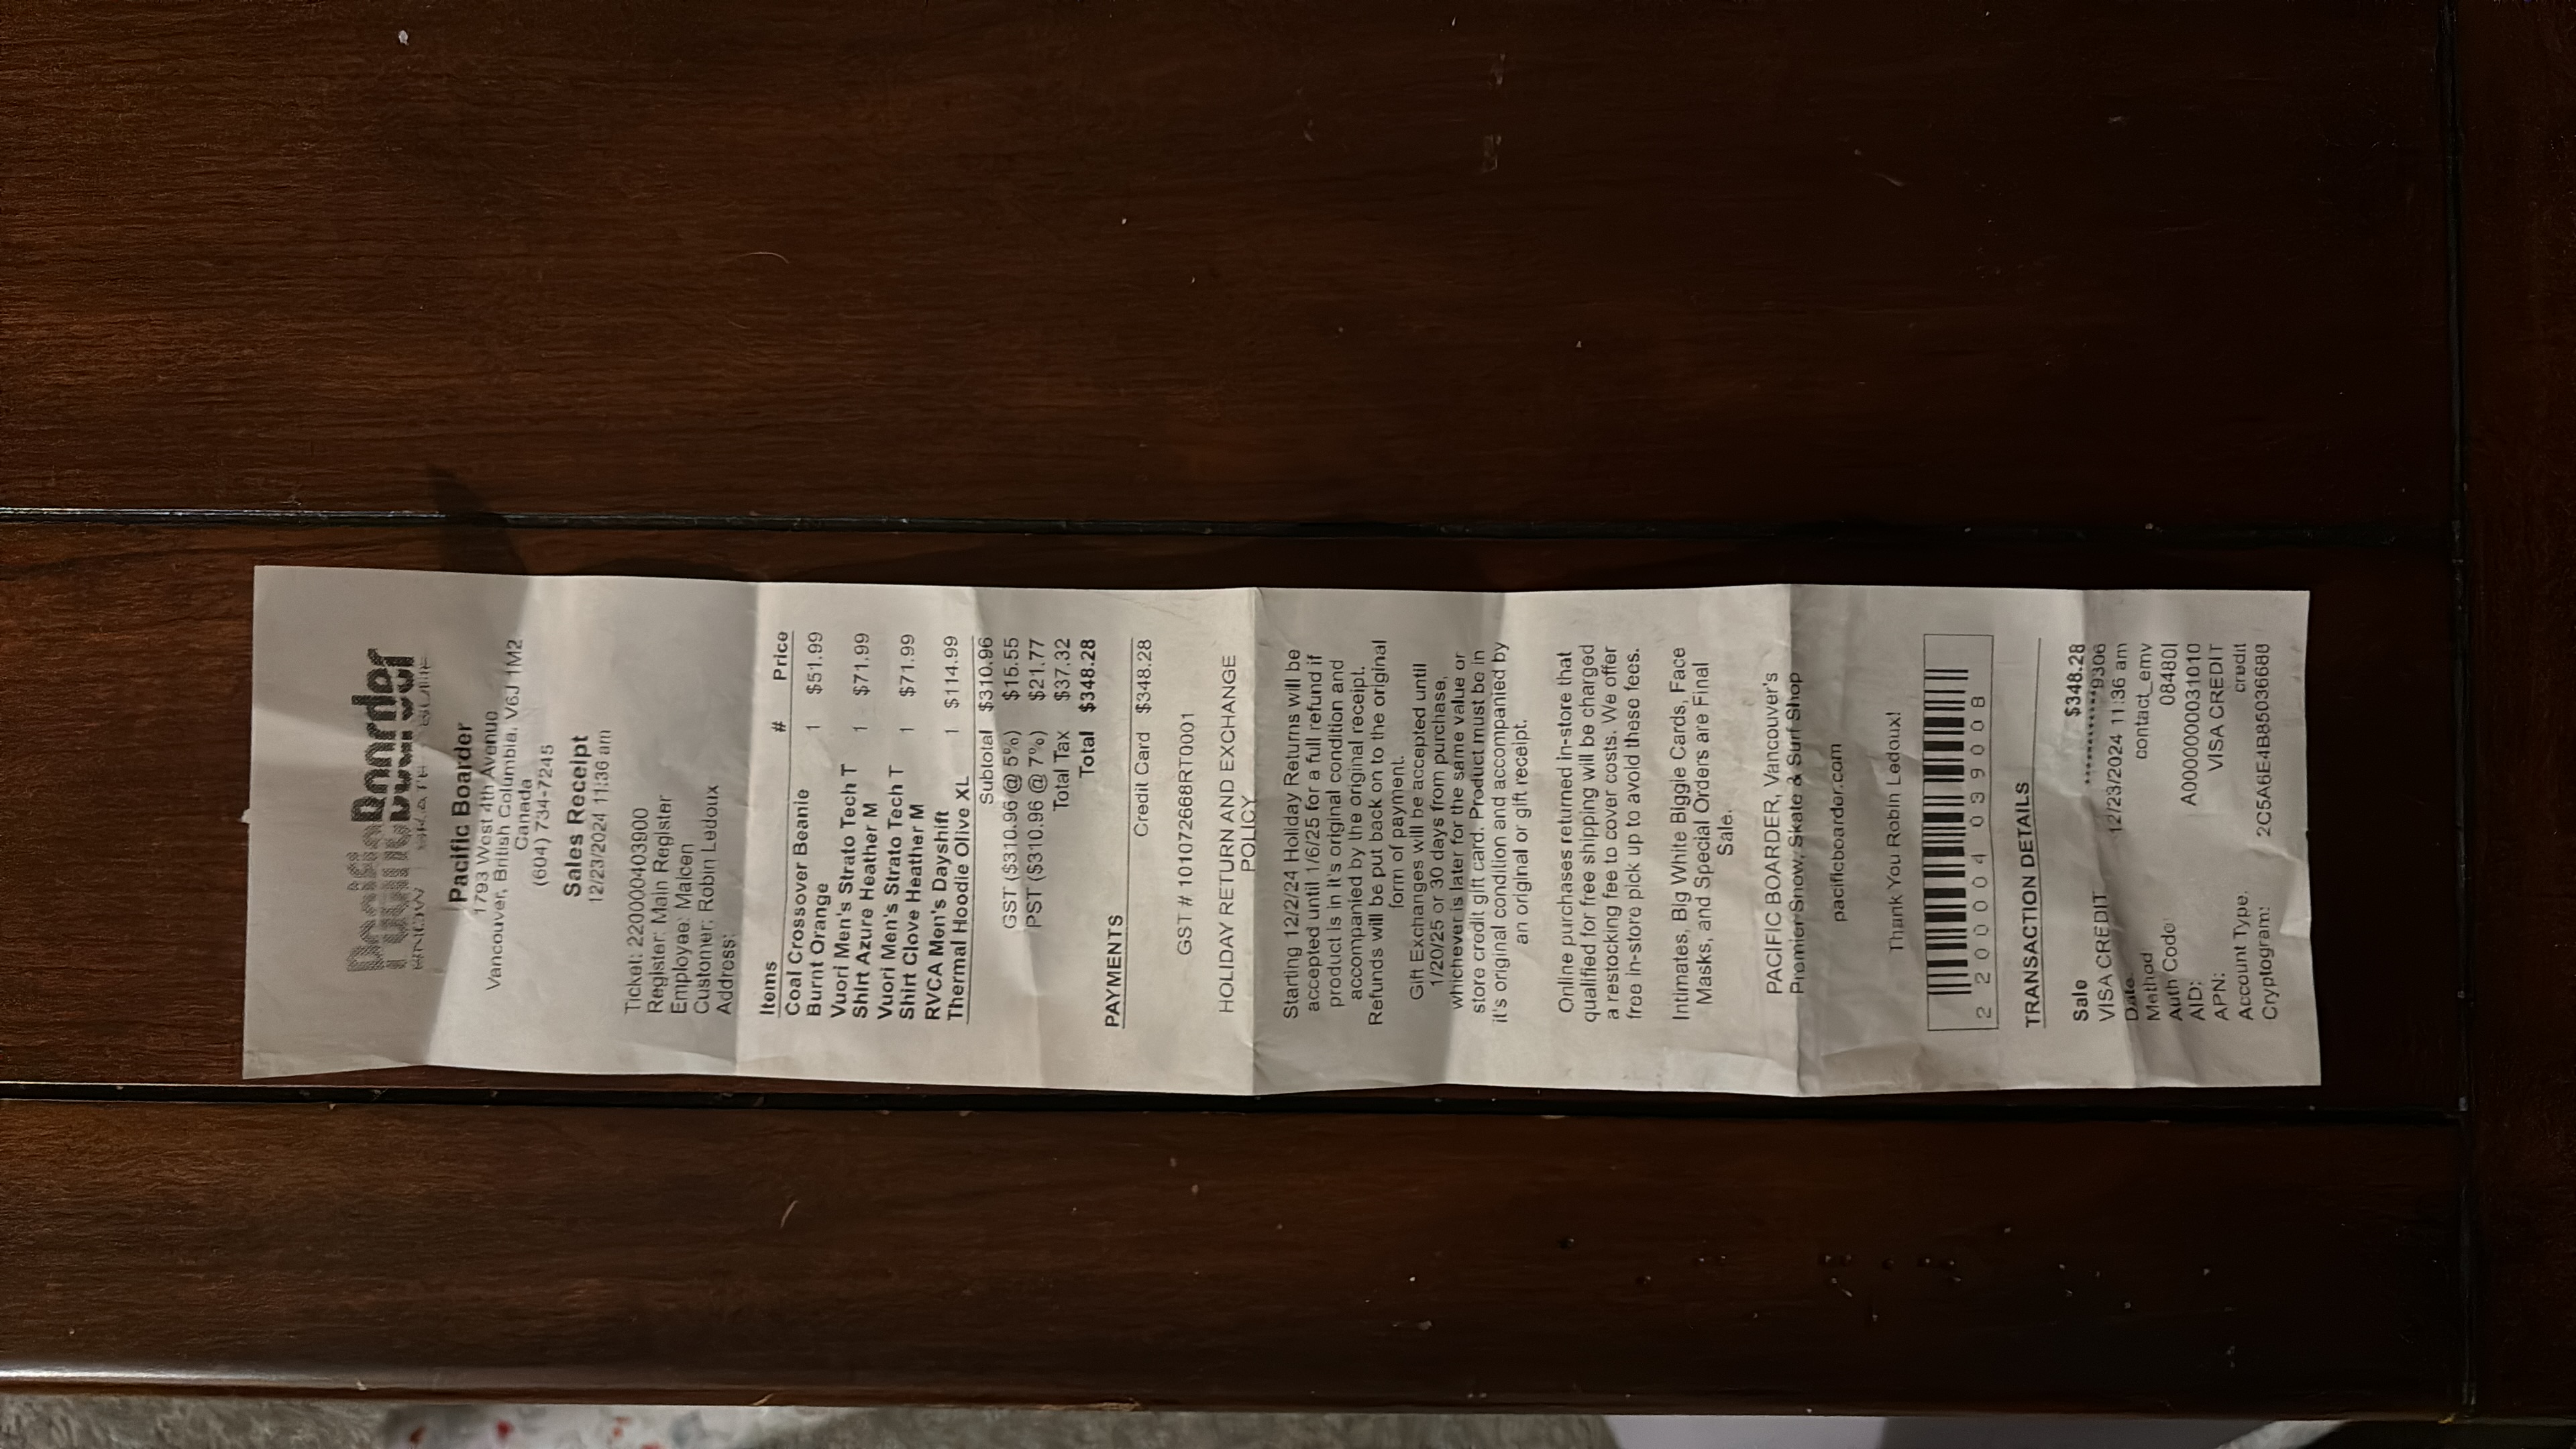 Pacific Boarder
SNOW SKATE SURF
Pacific Boarder
1793 West 4th Avenue
Vancouver, British Columbia, V6J 1M2
Canada
(604) 734-7245
Sales Receipt
12/23/2024 11:36 am
Ticket: 220000403900
Register: Main Register
Employee: Maicen
Customer: Robin Ledoux
Address:
Items # Price
Coal Crossover Beanie 1 $51.99
Burnt Orange
Vuori Men's Strato Tech T 1 $71.99
Shirt Azure Heather M
Vuori Men's Strato Tech T 1 $71.99
Shirt Clove Heather M
RVCA Men's Dayshift 1 $114.99
Thermal Hoodie Olive XL
Subtotal $310.96
GST ($310.96 @ 5%) $15.55
PST ($310.96 @ 7%) $21.77
Total Tax $37.32
Total $348.28
PAYMENTS
Credit Card $348.28
GST # 101072668RT0001
HOLIDAY RETURN AND EXCHANGE
POLICY
Starting 12/2/24 Holiday Returns will be
accepted until 1/6/25 for a full refund if
product is in it's original condition and
accompanied by the original receipt.
Refunds will be put back on to the original
form of payment.
Gift Exchanges will be accepted until
1/20/25 or 30 days from purchase,
whichever is later for the same value or
store credit gift card. Product must be in
it's original condition and accompanied by
an original or gift receipt.
Online purchases returned in-store that
qualified for free shipping will be charged
a restocking fee to cover costs. We offer
free in-store pick up to avoid these fees.
Intimates, Big White Biggie Cards, Face
Masks, and Special Orders are Final
Sale.
PACIFIC BOARDER, Vancouver's
Premier Snow, Skate & Surf Shop
pacificboarder.com
Thank You Robin Ledoux!
2 2 0 0 0 4 0 3 9 0 0 8
TRANSACTION DETAILS
Sale $348.28
VISA CREDIT ************9306
Date 12/23/2024 11:36 am
Method contact_emv
Auth Code 08480I
AID: A0000000031010
APN: VISA CREDIT
Account Type: credit
Cryptogram: 2C5A6E4B85036688